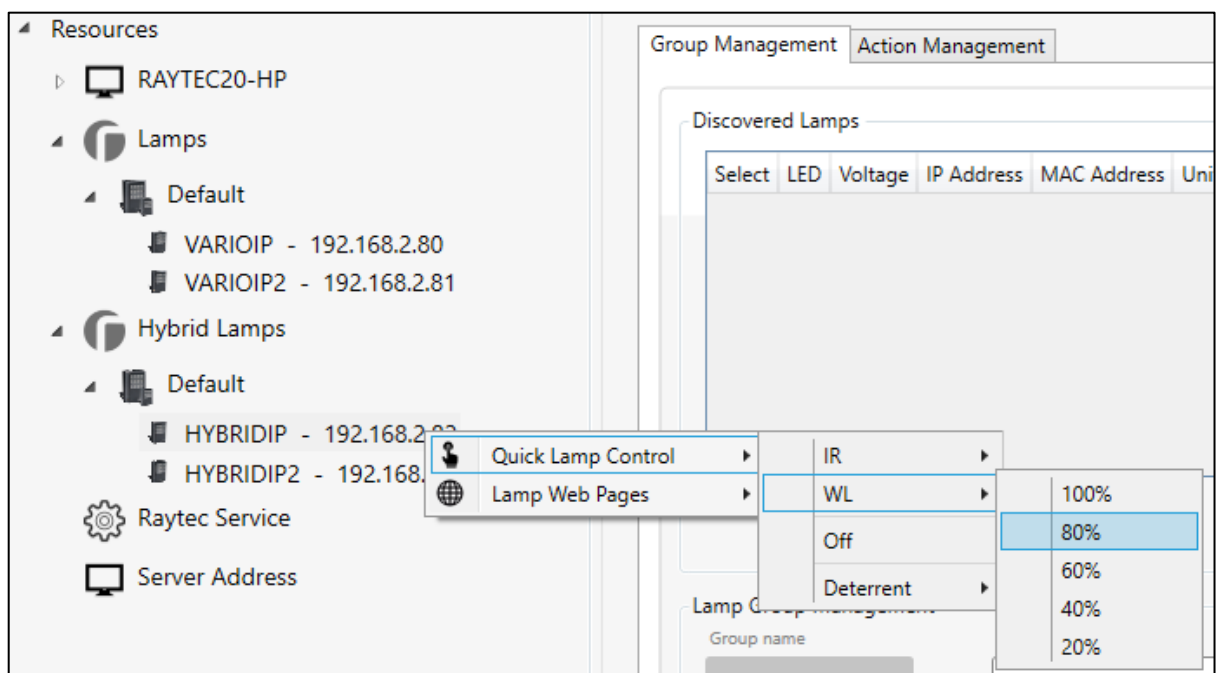 Resources
RAYTEC20-HP
Lamps
Default
VARIOIP - 192.168.2.80
VARIOIP2 - 192.168.2.81
Hybrid Lamps
Default
HYBRIDIP - 192.168.2
HYBRIDIP2 - 192.168.
Raytec Service
Server Address
Quick Lamp Control
Lamp Web Pages
IR
WL
Off
Deterrent
100%
80%
60%
40%
20%
Group Management
Action Management
Discovered Lamps
Select LED Voltage IP Address MAC Address Uni
Lamp
Group name